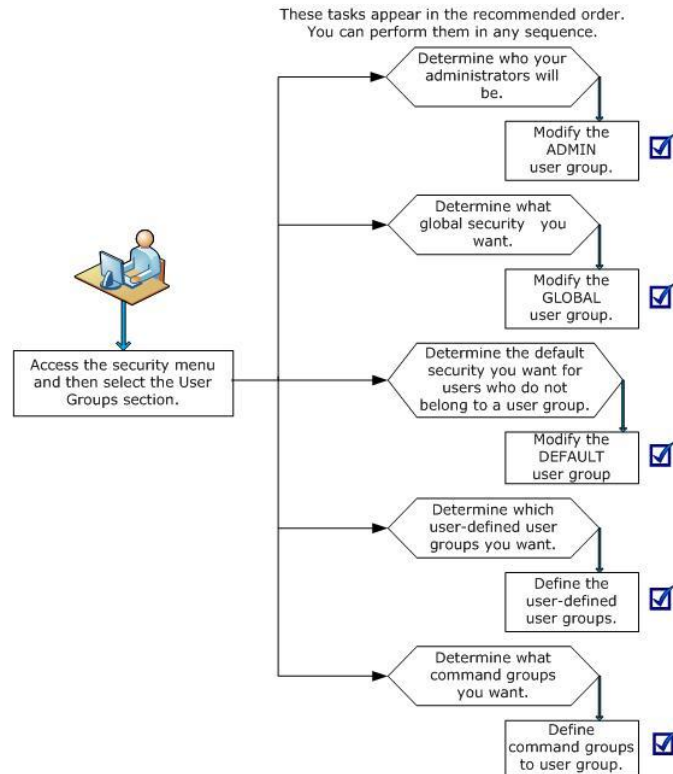 These tasks appear in the recommended order.
You can perform them in any sequence.
Determine who your
administrators will
be.
Modify the
ADMIN
user group.
Determine what
global security you
want.
Modify the
GLOBAL
user group.
Access the security menu
and then select the User
Groups section.
Determine the default
security you want for
users who do not
belong to a user group.
Modify the
DEFAULT
user group
Determine which
user-defined user
groups you want.
Define the
user-defined
user groups.
Determine what
command groups
you want.
Define
command groups
to user group.